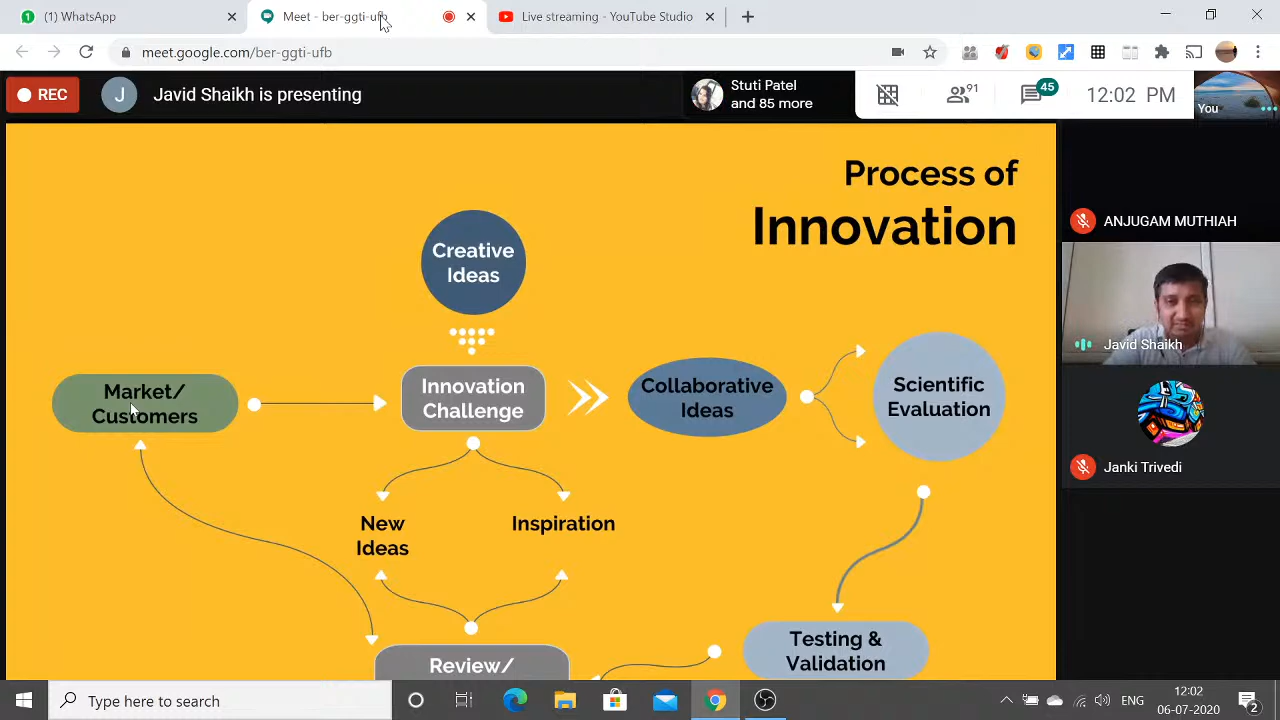 (1) WhatsApp
Meet - ber-ggti-ufb
Live streaming - YouTube Studio
meet.google.com/ber-ggti-ufb
REC
J
Javid Shaikh is presenting
Stuti Patel
and 85 more
91
45
12:02 PM
You
Process of
Innovation
Creative
Ideas
Market/
Customers
Innovation
Challenge
Collaborative
Ideas
Scientific
Evaluation
New
Ideas
Inspiration
Review/
Testing &
Validation
ANJUGAM MUTHIAH
Javid Shaikh
Janki Trivedi
Type here to search
ENG
12:02
06-07-2020
2